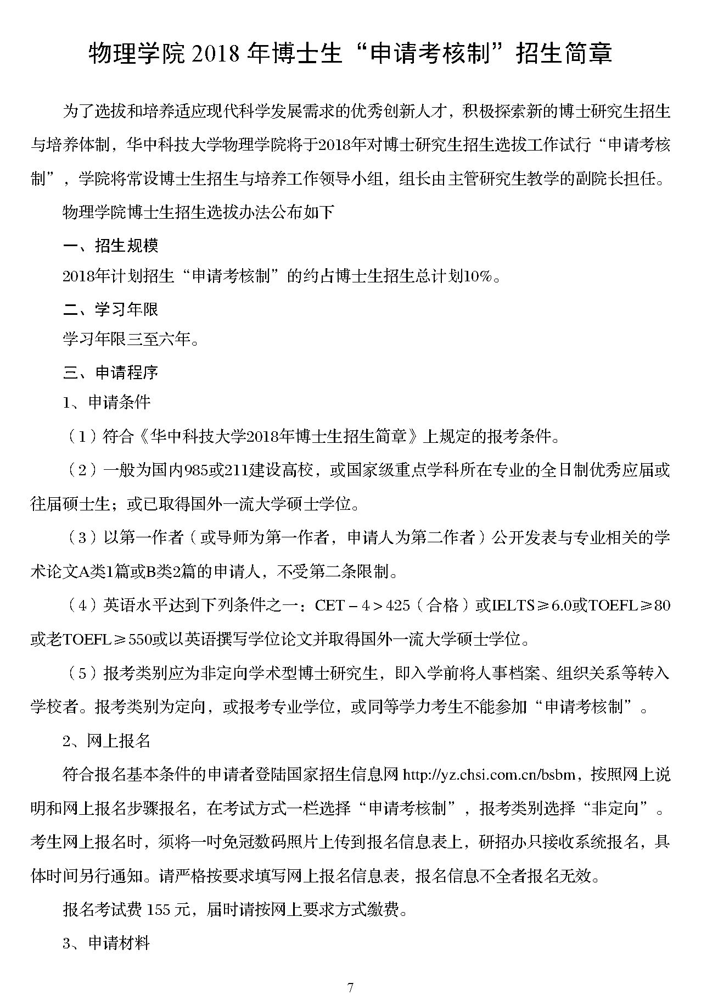 物理学院 2018 年博士生“申请考核制”招生简章
为了选拔和培养适应现代科学发展需求的优秀创新人才，积极探索新的博士研究生招生
与培养体制，华中科技大学物理学院将于2018年对博士研究生招生选拔工作试行“申请考核
制”，学院将常设博士生招生与培养工作领导小组，组长由主管研究生教学的副院长担任。
物理学院博士生招生选拔办法公布如下
一、招生规模
2018年计划招生“申请考核制”的约占博士生招生总计划10%。
二、学习年限
学习年限三至六年。
三、申请程序
1、申请条件
（1）符合《华中科技大学2018年博士生招生简章》上规定的报考条件。
（2）一般为国内985或211建设高校，或国家级重点学科所在专业的全日制优秀应届或
往届硕士生；或已取得国外一流大学硕士学位。
（3）以第一作者（或导师为第一作者，申请人为第二作者）公开发表与专业相关的学
术论文A类1篇或B类2篇的申请人，不受第二条限制。
（4）英语水平达到下列条件之一：CET－4＞425（合格）或IELTS≥6.0或TOEFL≥80
或老TOEFL≥550或以英语撰写学位论文并取得国外一流大学硕士学位。
（5）报考类别应为非定向学术型博士研究生，即入学前将人事档案、组织关系等转入
学校者。报考类别为定向，或报考专业学位，或同等学力考生不能参加“申请考核制”。
2、网上报名
符合报名基本条件的申请者登陆国家招生信息网 http://yz.chsi.com.cn/bsbm，按照网上说
明和网上报名步骤报名，在考试方式一栏选择“申请考核制”，报考类别选择“非定向”。
考生网上报名时，须将一吋免冠数码照片上传到报名信息表上，研招办只接收系统报名，具
体时间另行通知。请严格按要求填写网上报名信息表，报名信息不全者报名无效。
报名考试费 155 元，届时请按网上要求方式缴费。
3、申请材料
7